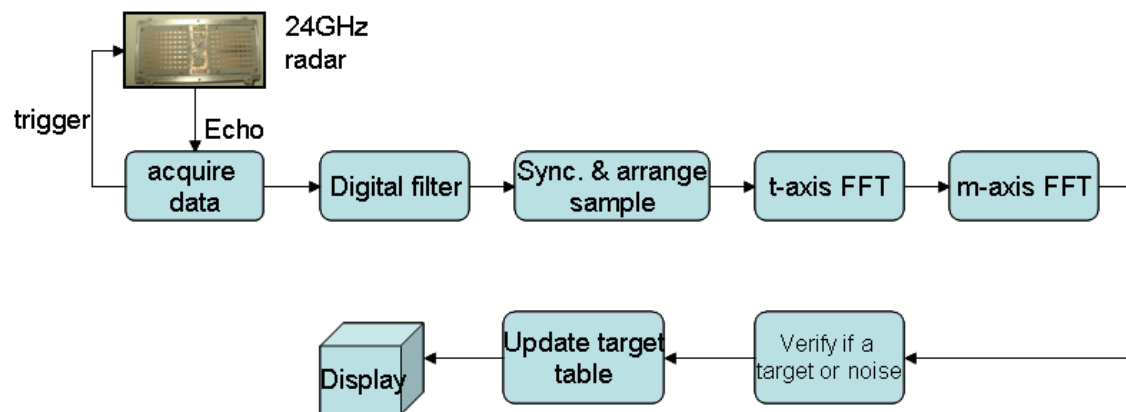 24GHz
radar
trigger
Echo
acquire
data
Digital filter
Sync. & arrange
sample
t-axis FFT
m-axis FFT
Verify if a
target or noise
Update target
table
Display